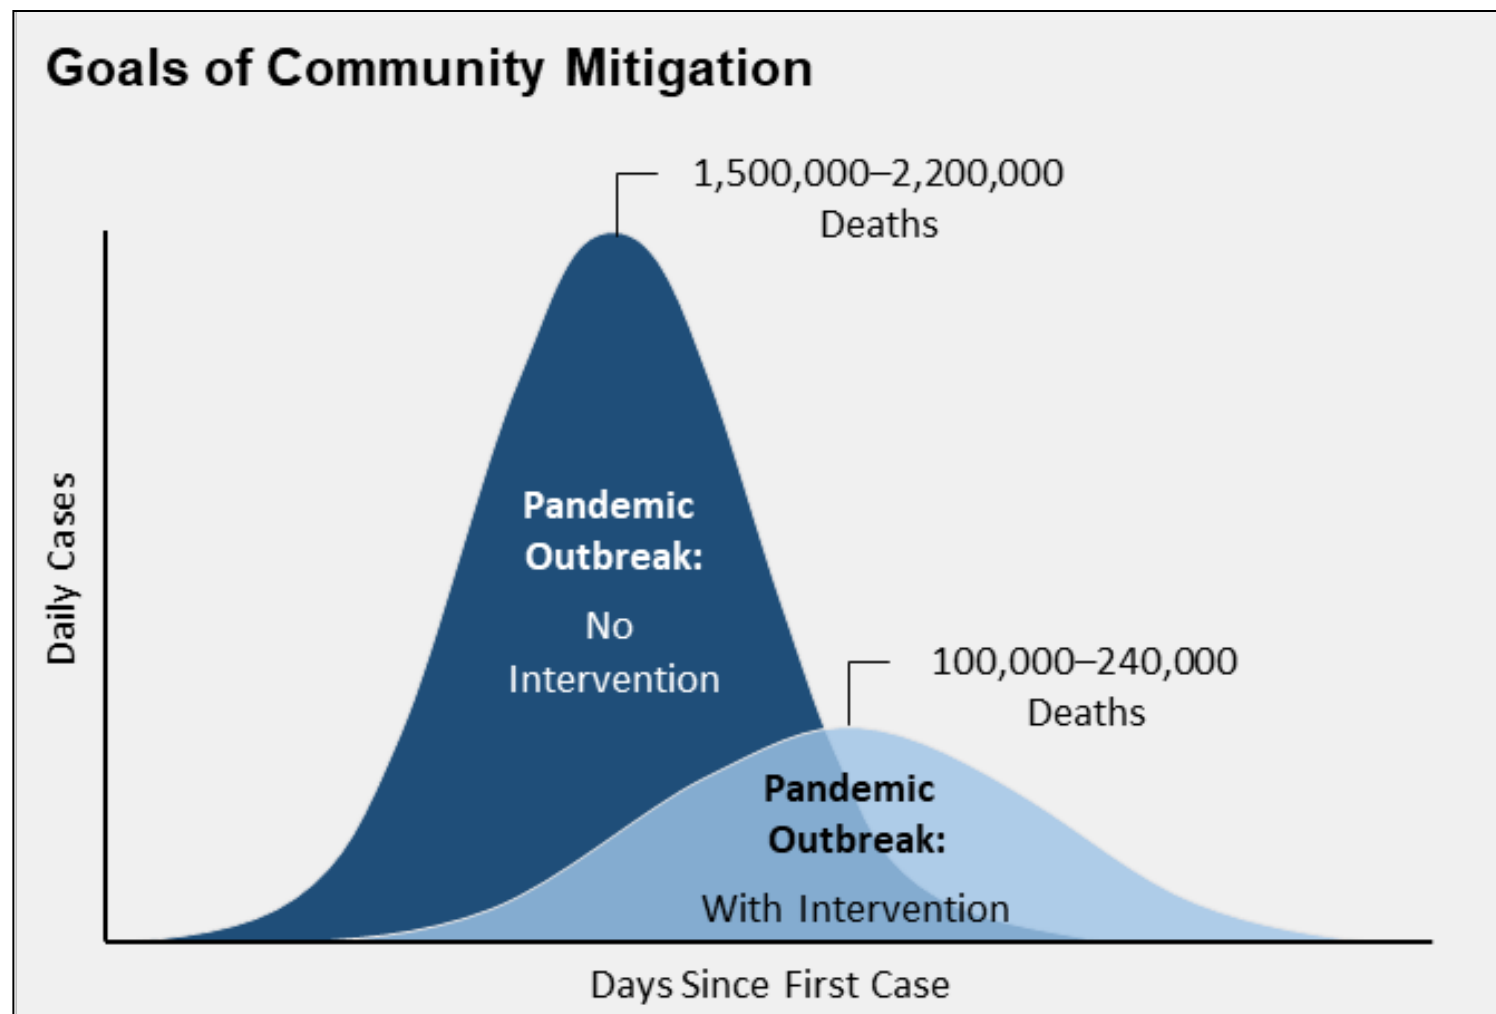 Goals of Community Mitigation
1,500,000–2,200,000
Deaths
Daily Cases
Pandemic
Outbreak:
No
Intervention
100,000–240,000
Deaths
Pandemic
Outbreak:
With Intervention
Days Since First Case